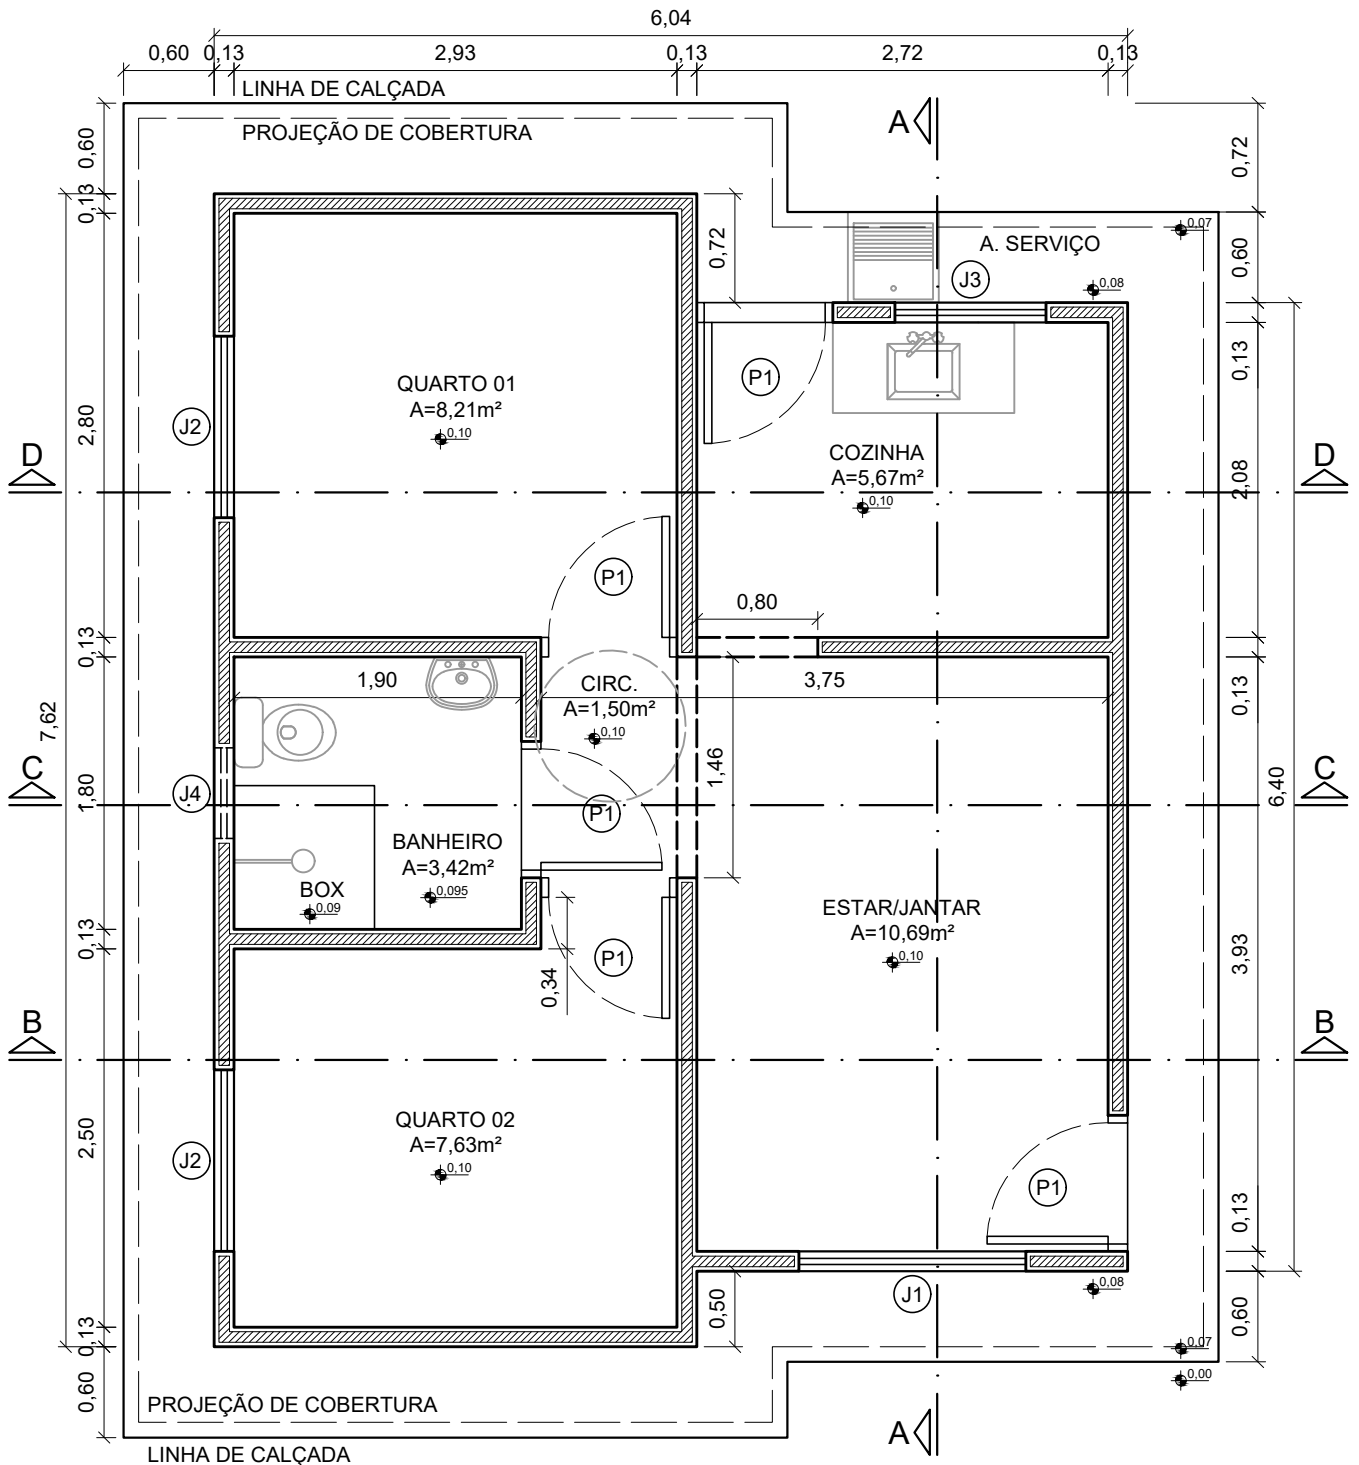 6,04
0,60 0,13 2,93 0,13 2,72 0,13
LINHA DE CALÇADA
PROJEÇÃO DE COBERTURA
A
0,60
0,72
0,13
0,72
A. SERVIÇO
0,07
0,60
J3
0,08
P1
0,13
QUARTO 01
A=8,21m²
0,10
J2
2,80
COZINHA
A=5,67m²
0,10
D
D
2,08
P1
0,80
0,13
1,90
CIRC.
A=1,50m²
0,10
3,75
0,13
7,62
1,46
C
J4
1,80
P1
C
6,40
BANHEIRO
A=3,42m²
0,095
BOX
0,09
ESTAR/JANTAR
A=10,69m²
0,10
0,13
P1
0,34
3,93
B
B
QUARTO 02
A=7,63m²
0,10
2,50
J2
P1
0,13
J1
0,08
0,50
0,60
0,13
0,07
0,00
0,60
PROJEÇÃO DE COBERTURA
A
LINHA DE CALÇADA